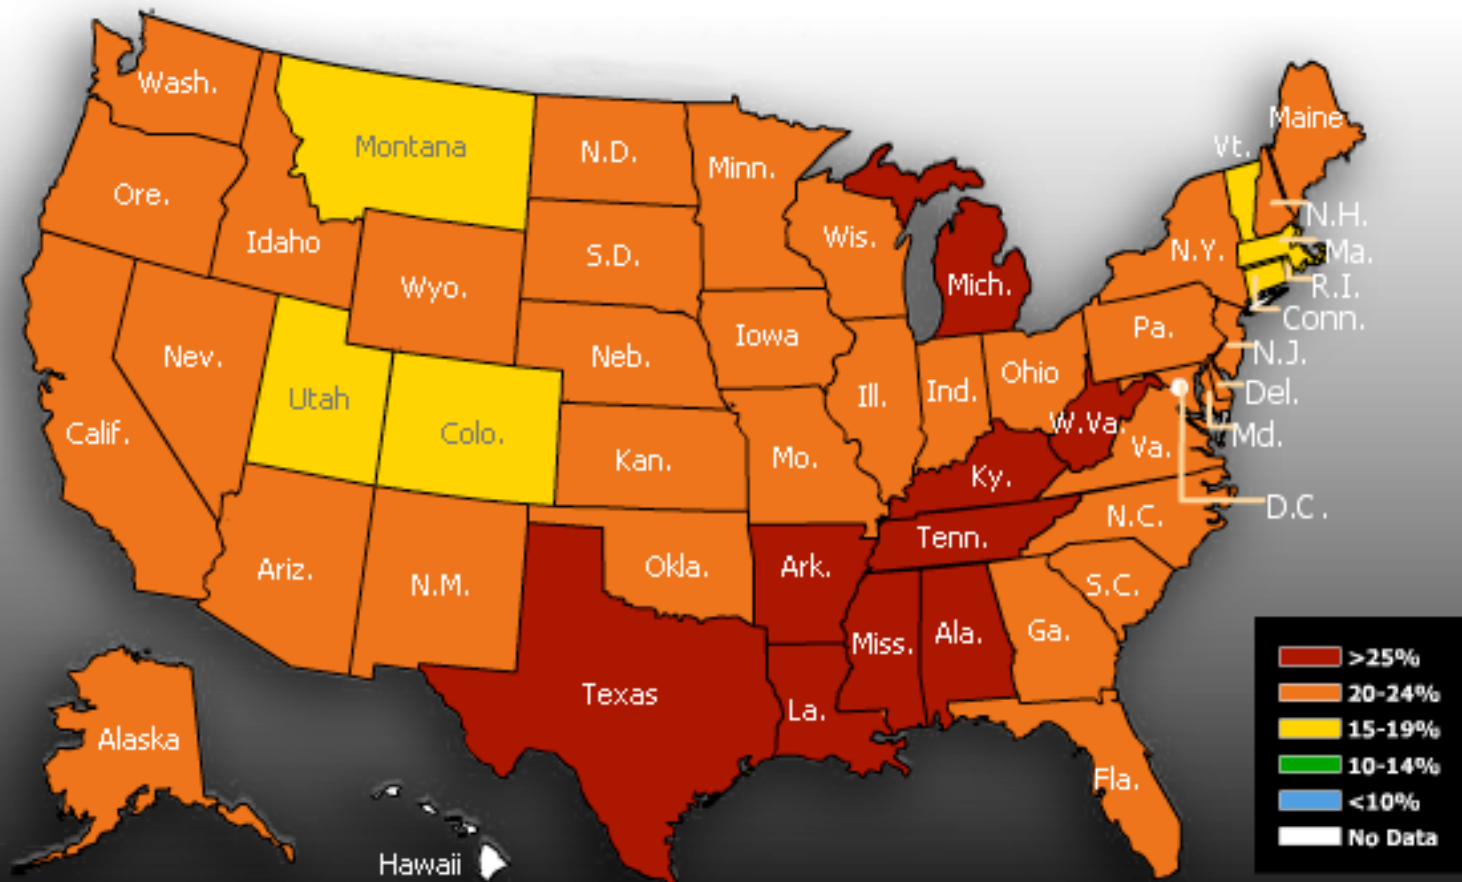 Wash.
Montana
N.D.
Minn.
Maine
Vt.
Ore.
Idaho
Wyo.
S.D.
Wis.
Mich.
N.Y.
N.H.
Ma.
R.I.
Conn.
N.J.
Del.
Md.
D.C.
Nev.
Utah
Colo.
Neb.
Iowa
Ill.
Ind.
Ohio
Pa.
W.Va.
Va.
Calif.
Kan.
Mo.
Ky.
Tenn.
N.C.
S.C.
Ariz.
N.M.
Okla.
Ark.
Miss.
Ala.
Ga.
Texas
La.
Fla.
Alaska
Hawaii
>25%
20-24%
15-19%
10-14%
<10%
No Data